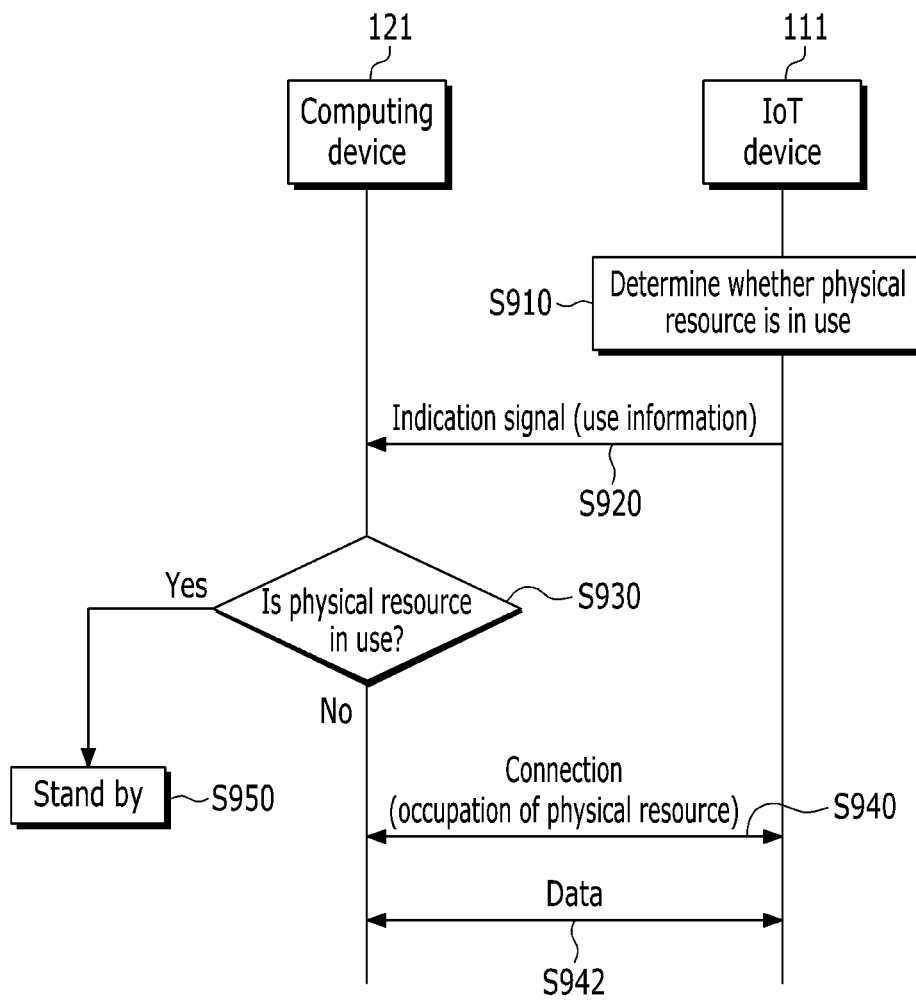 121
111
Computing
device
IoT
device
S910
Determine whether physical
resource is in use
Indication signal (use information)
S920
Yes
Is physical resource
in use?
S930
No
Stand by
S950
Connection
(occupation of physical resource)
S940
Data
S942